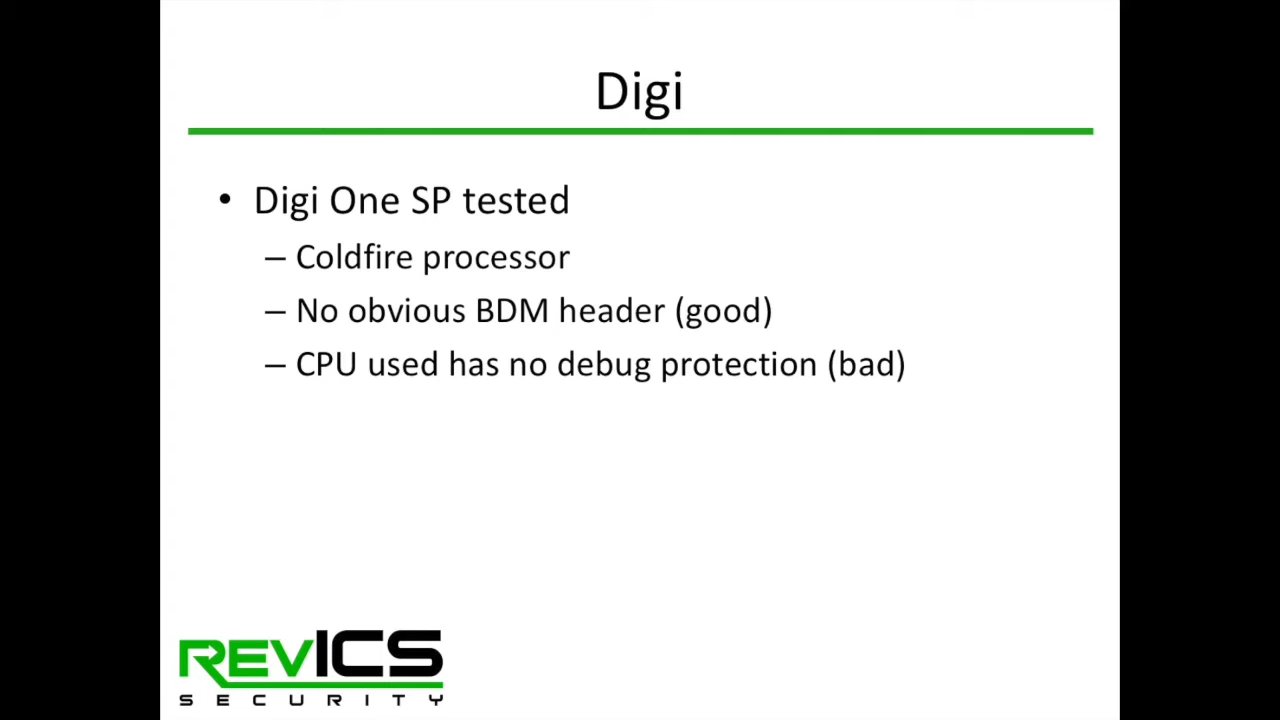 Digi
• Digi One SP tested
– Coldfire processor
– No obvious BDM header (good)
– CPU used has no debug protection (bad)
REVICS
SECURITY